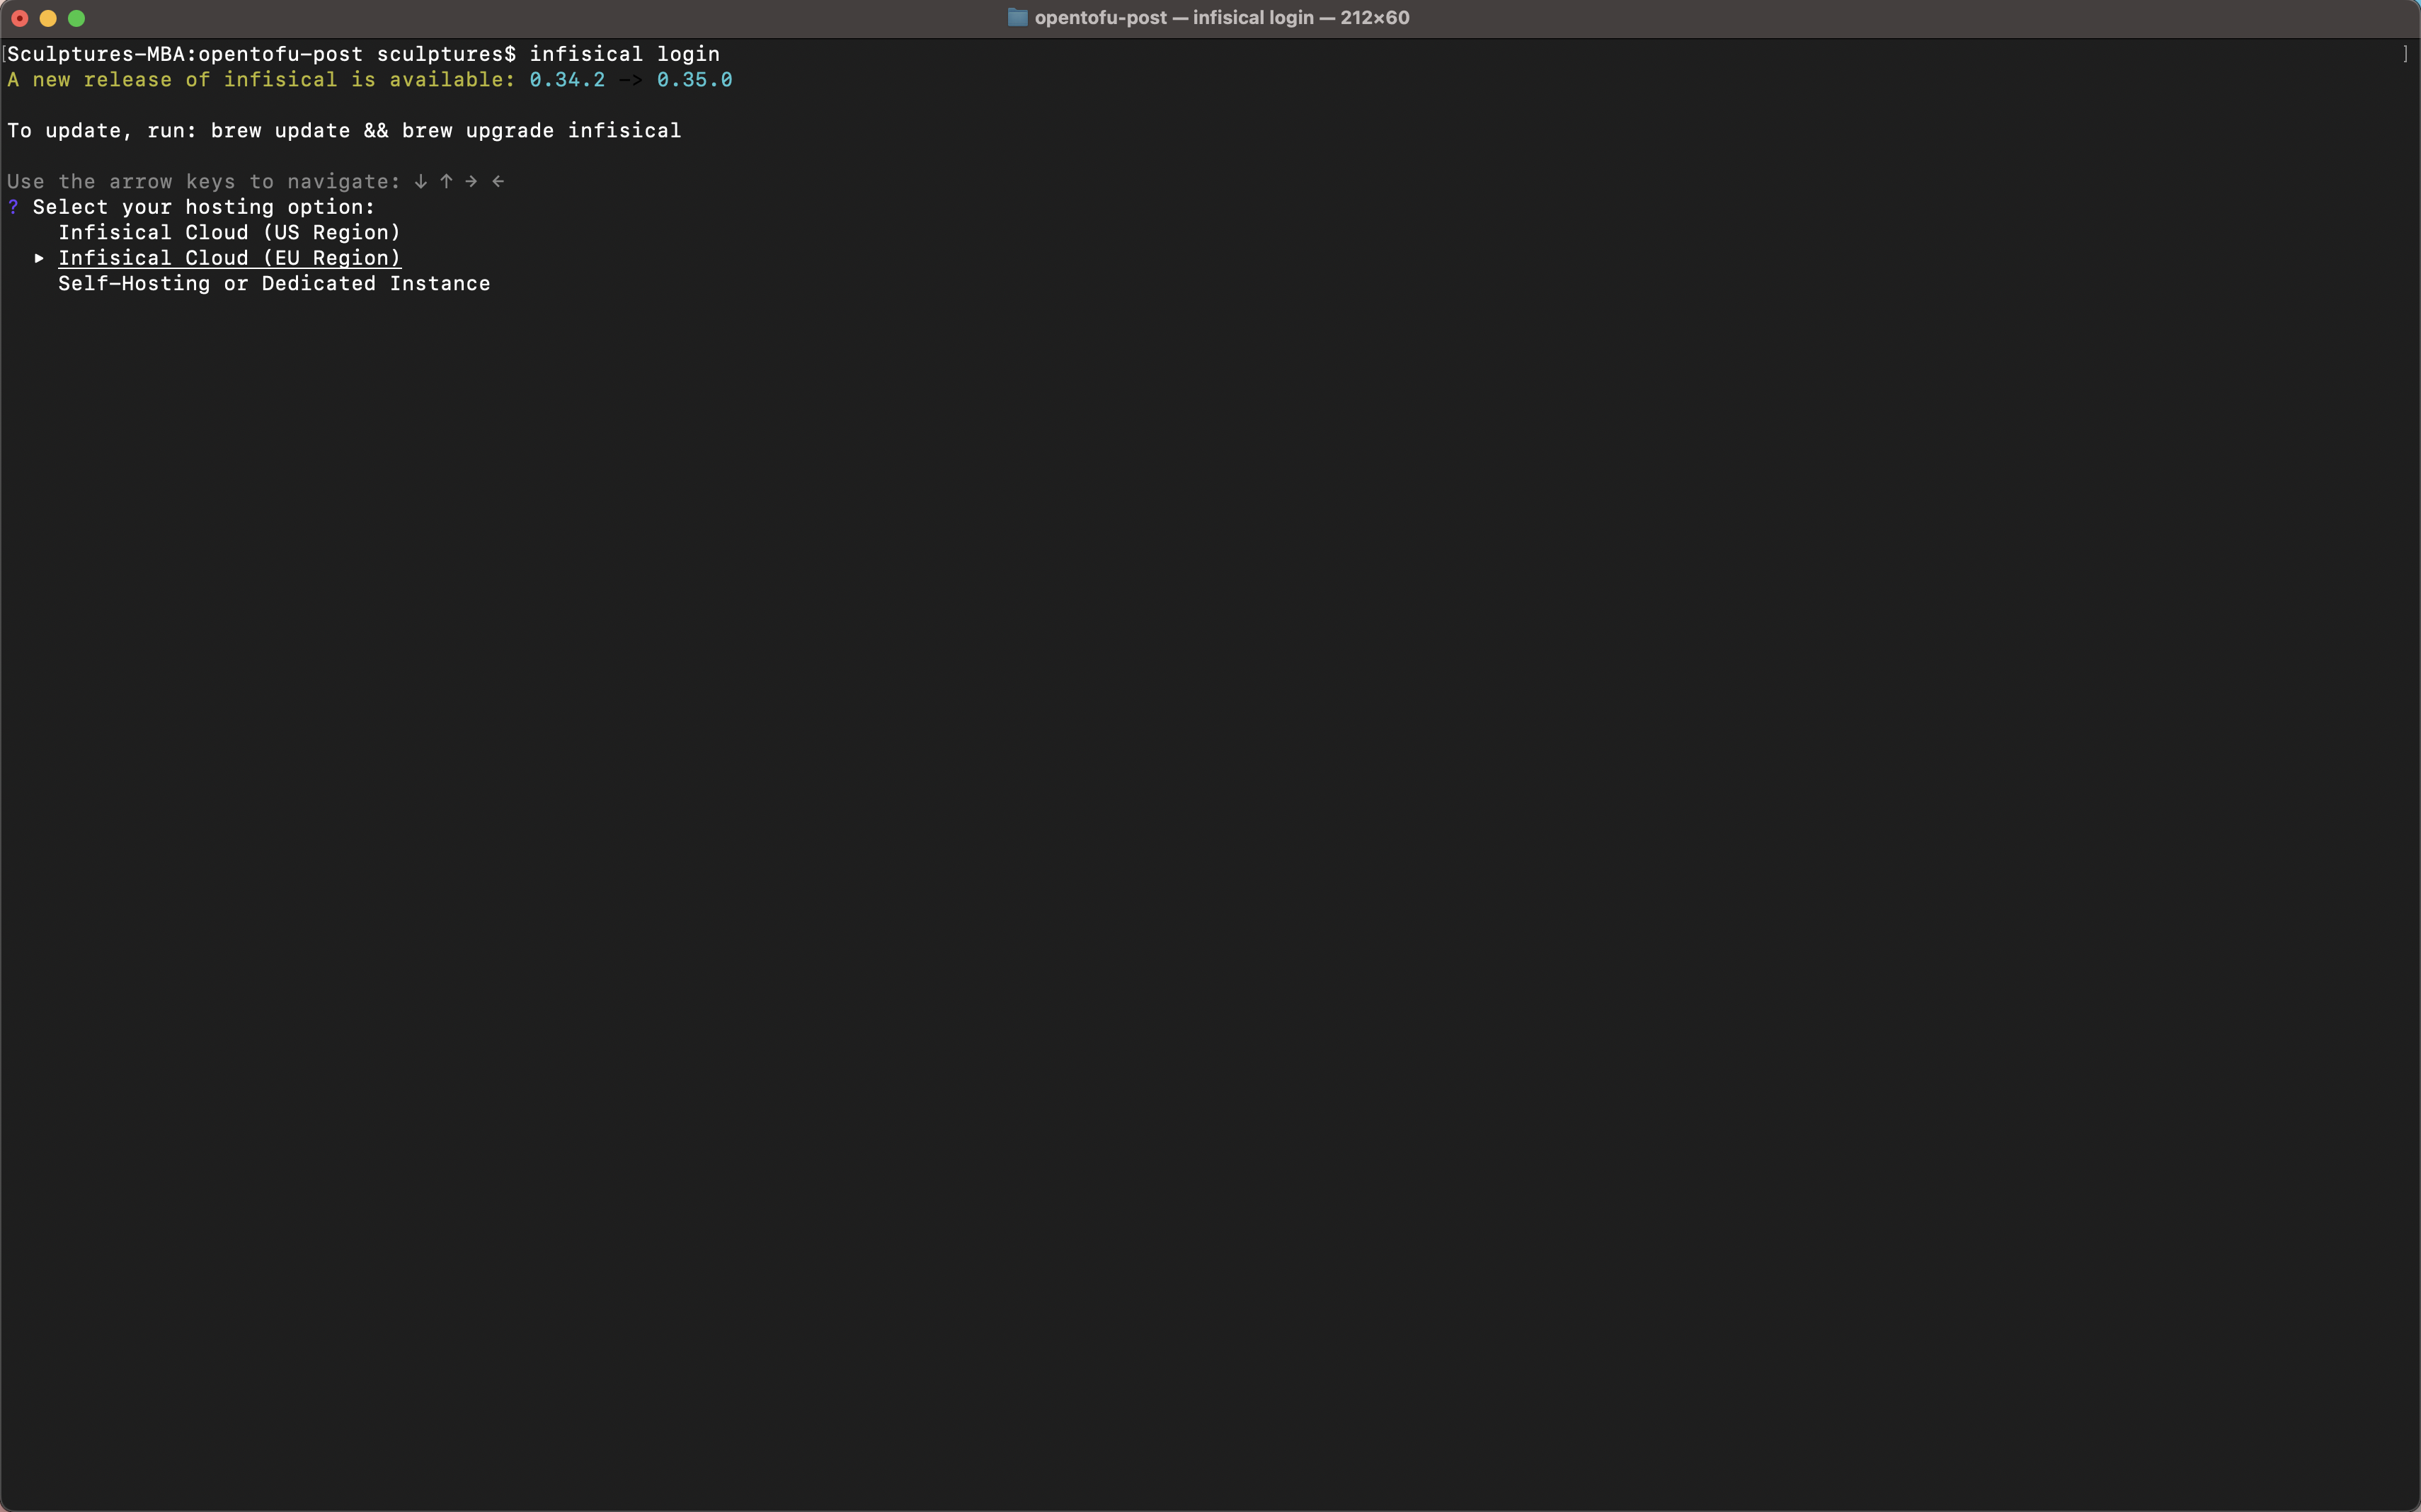 opentofu-post — infisical login — 212×60
[Sculptures-MBA:opentofu-post sculptures$ infisical login ]
A new release of infisical is available: 0.34.2 -> 0.35.0
To update, run: brew update && brew upgrade infisical
Use the arrow keys to navigate: ↓ ↑ → ←
? Select your hosting option:
Infisical Cloud (US Region)
▸ Infisical Cloud (EU Region)
Self-Hosting or Dedicated Instance